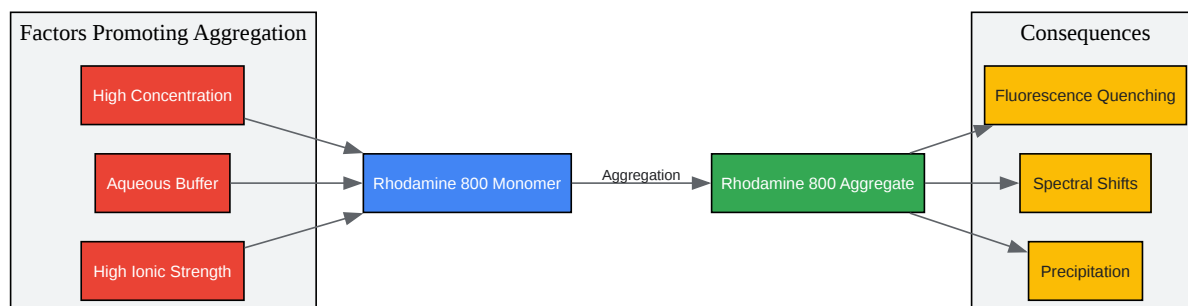 Factors Promoting Aggregation
High Concentration
Aqueous Buffer
High Ionic Strength
Rhodamine 800 Monomer
Aggregation
Rhodamine 800 Aggregate
Consequences
Fluorescence Quenching
Spectral Shifts
Precipitation